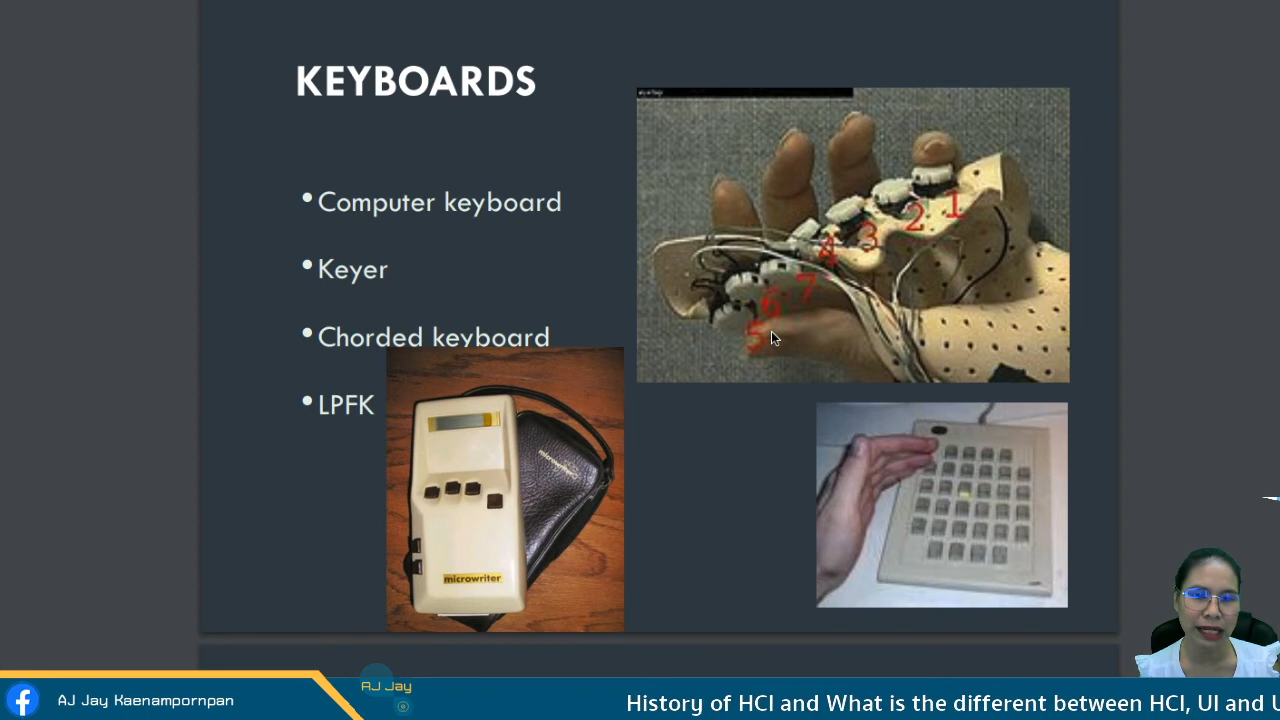 KEYBOARDS
•Computer keyboard
•Keyer
•Chorded keyboard
•LPFK
1
2
3
4
7
6
5
microwriter
AJ Jay Kaenampornpan
AJ Jay
History of HCI and What is the different between HCI, UI and U